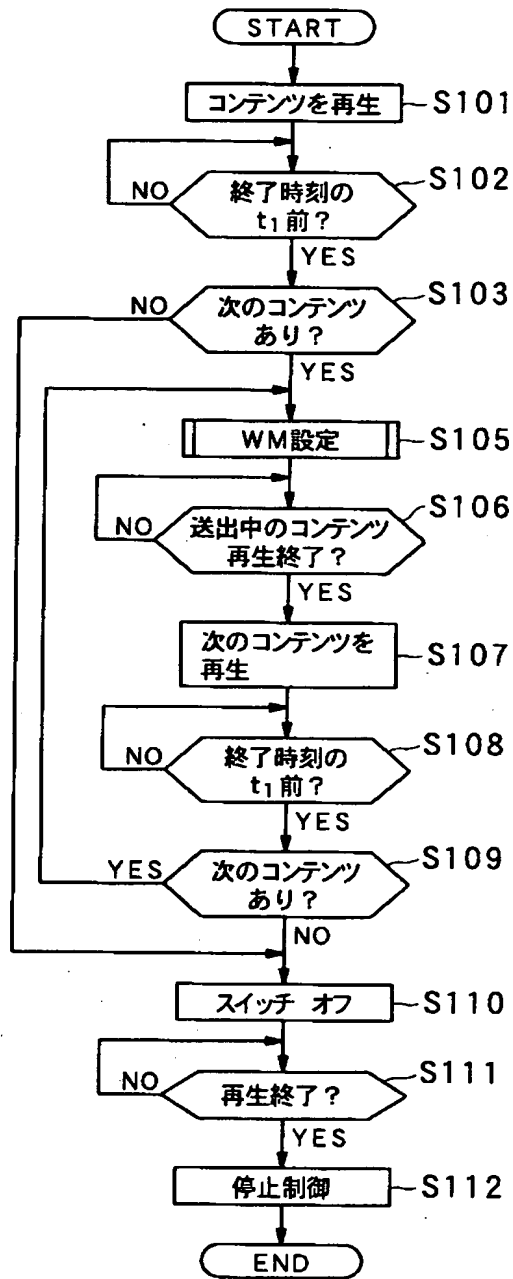 START
コンテンツを再生
S101
終了時刻の
t₁前？
S102
NO
YES
次のコンテンツ
あり？
S103
NO
YES
WM設定
S105
送出中のコンテンツ
再生終了？
S106
NO
YES
次のコンテンツを
再生
S107
終了時刻の
t₁前？
S108
NO
YES
次のコンテンツ
あり？
S109
YES
NO
スイッチ オフ
S110
再生終了？
S111
NO
YES
停止制御
S112
END